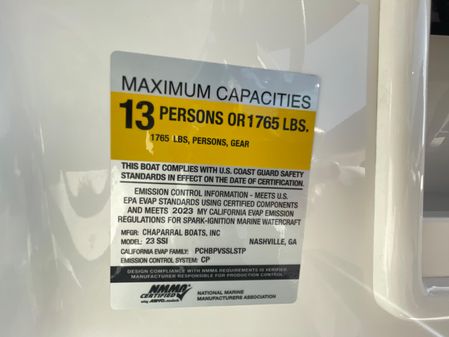 MAXIMUM CAPACITIES
13 PERSONS OR 1765 LBS.
1765 LBS, PERSONS, GEAR
THIS BOAT COMPLIES WITH U.S. COAST GUARD SAFETY
STANDARDS IN EFFECT ON THE DATE OF CERTIFICATION.
EMISSION CONTROL INFORMATION - MEETS U.S.
EPA EVAP STANDARDS USING CERTIFIED COMPONENTS
AND MEETS 2023 MY CALIFORNIA EVAP EMISSION
REGULATIONS FOR SPARK-IGNITION MARINE WATERCRAFT
MFGR: CHAPARRAL BOATS, INC
MODEL: 23 SSI NASHVILLE, GA
CALIFORNIA EVAP FAMILY: PCHBPVSSLSTP
EMISSION CONTROL SYSTEM: CP
DESIGN COMPLIANCE WITH NMMA REQUIREMENTS IS VERIFIED
MANUFACTURER RESPONSIBLE FOR PRODUCTION CONTROL.
NMMA
CERTIFIED NATIONAL MARINE
using ABYC standards MANUFACTURERS ASSOCIATION